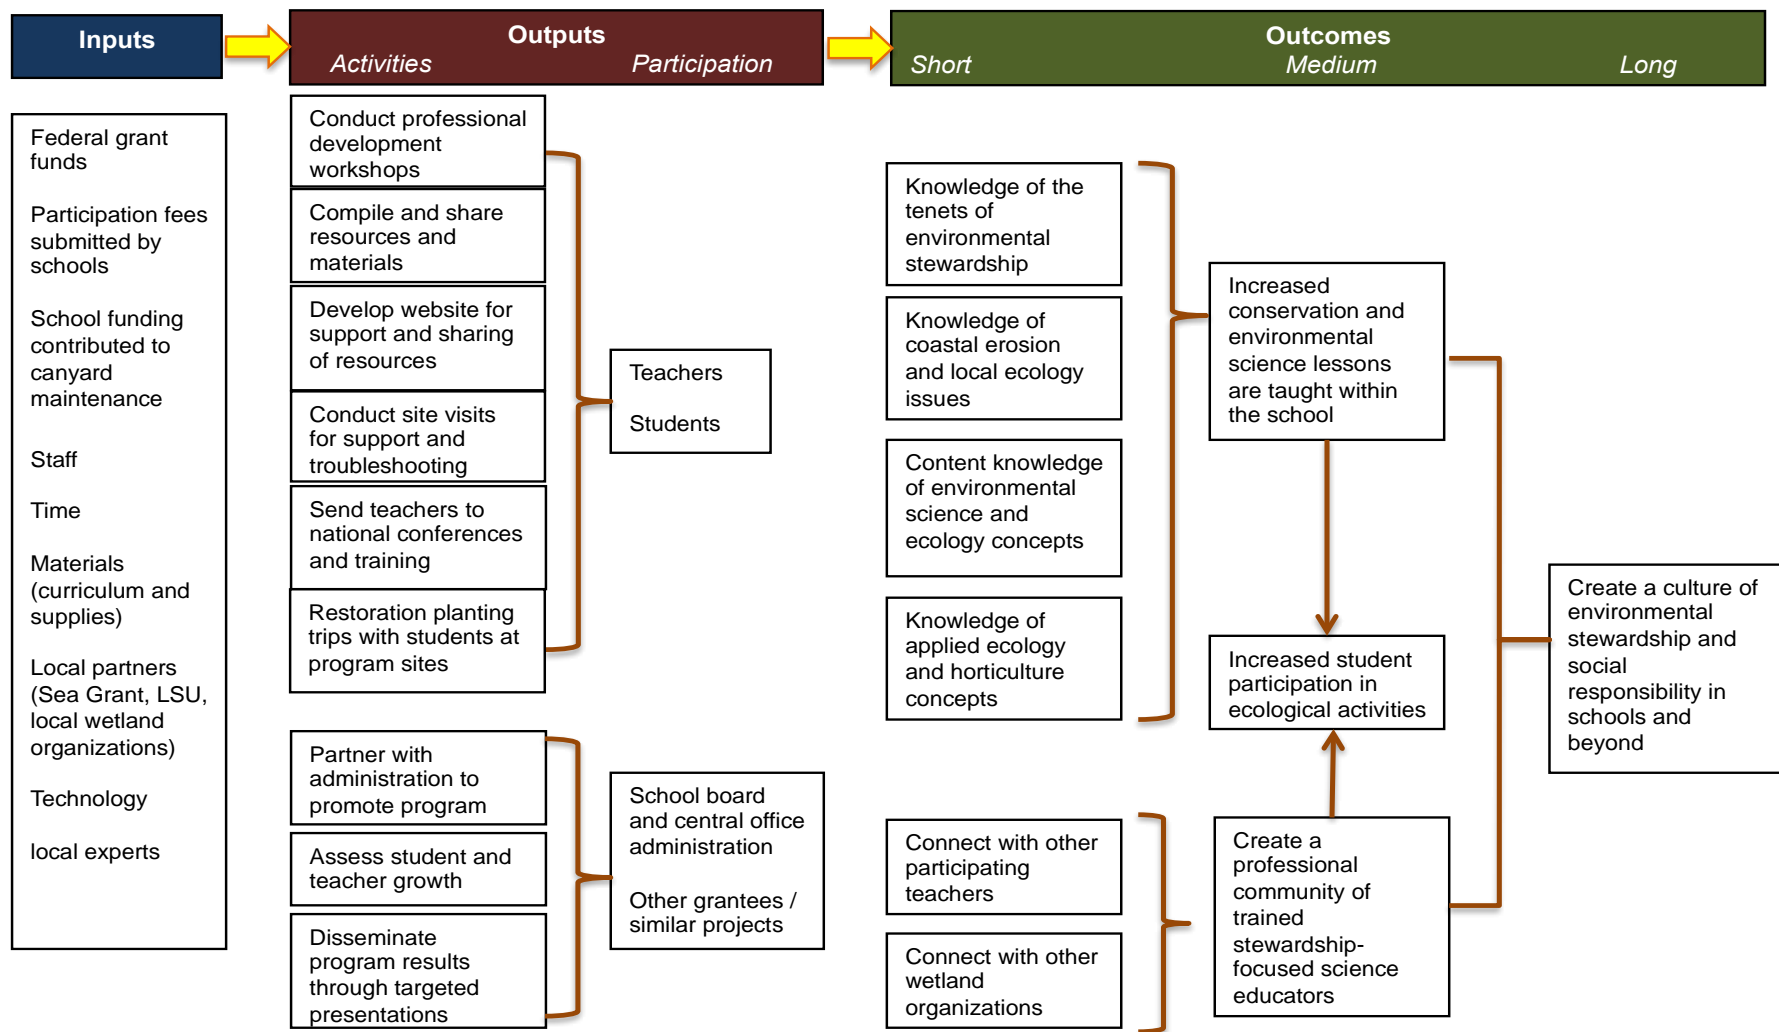 Inputs
Outputs
Activities
Participation
Outcomes
Short
Medium
Long
Federal grant
funds
Participation fees
submitted by
schools
School funding
contributed to
canyard
maintenance
Staff
Time
Materials
(curriculum and
supplies)
Local partners
(Sea Grant, LSU,
local wetland
organizations)
Technology
local experts
Conduct professional
development
workshops
Compile and share
resources and
materials
Develop website for
support and sharing
of resources
Conduct site visits
for support and
troubleshooting
Send teachers to
national conferences
and training
Restoration planting
trips with students at
program sites
Partner with
administration to
promote program
Assess student and
teacher growth
Disseminate
program results
through targeted
presentations
Teachers
Students
School board
and central office
administration
Other grantees /
similar projects
Knowledge of the
tenets of
environmental
stewardship
Knowledge of
coastal erosion
and local ecology
issues
Content knowledge
of environmental
science and
ecology concepts
Knowledge of
applied ecology
and horticulture
concepts
Connect with other
participating
teachers
Connect with other
wetland
organizations
Increased
conservation and
environmental
science lessons
are taught within
the school
Increased student
participation in
ecological activities
Create a
professional
community of
trained
stewardship-
focused science
educators
Create a culture of
environmental
stewardship and
social
responsibility in
schools and
beyond